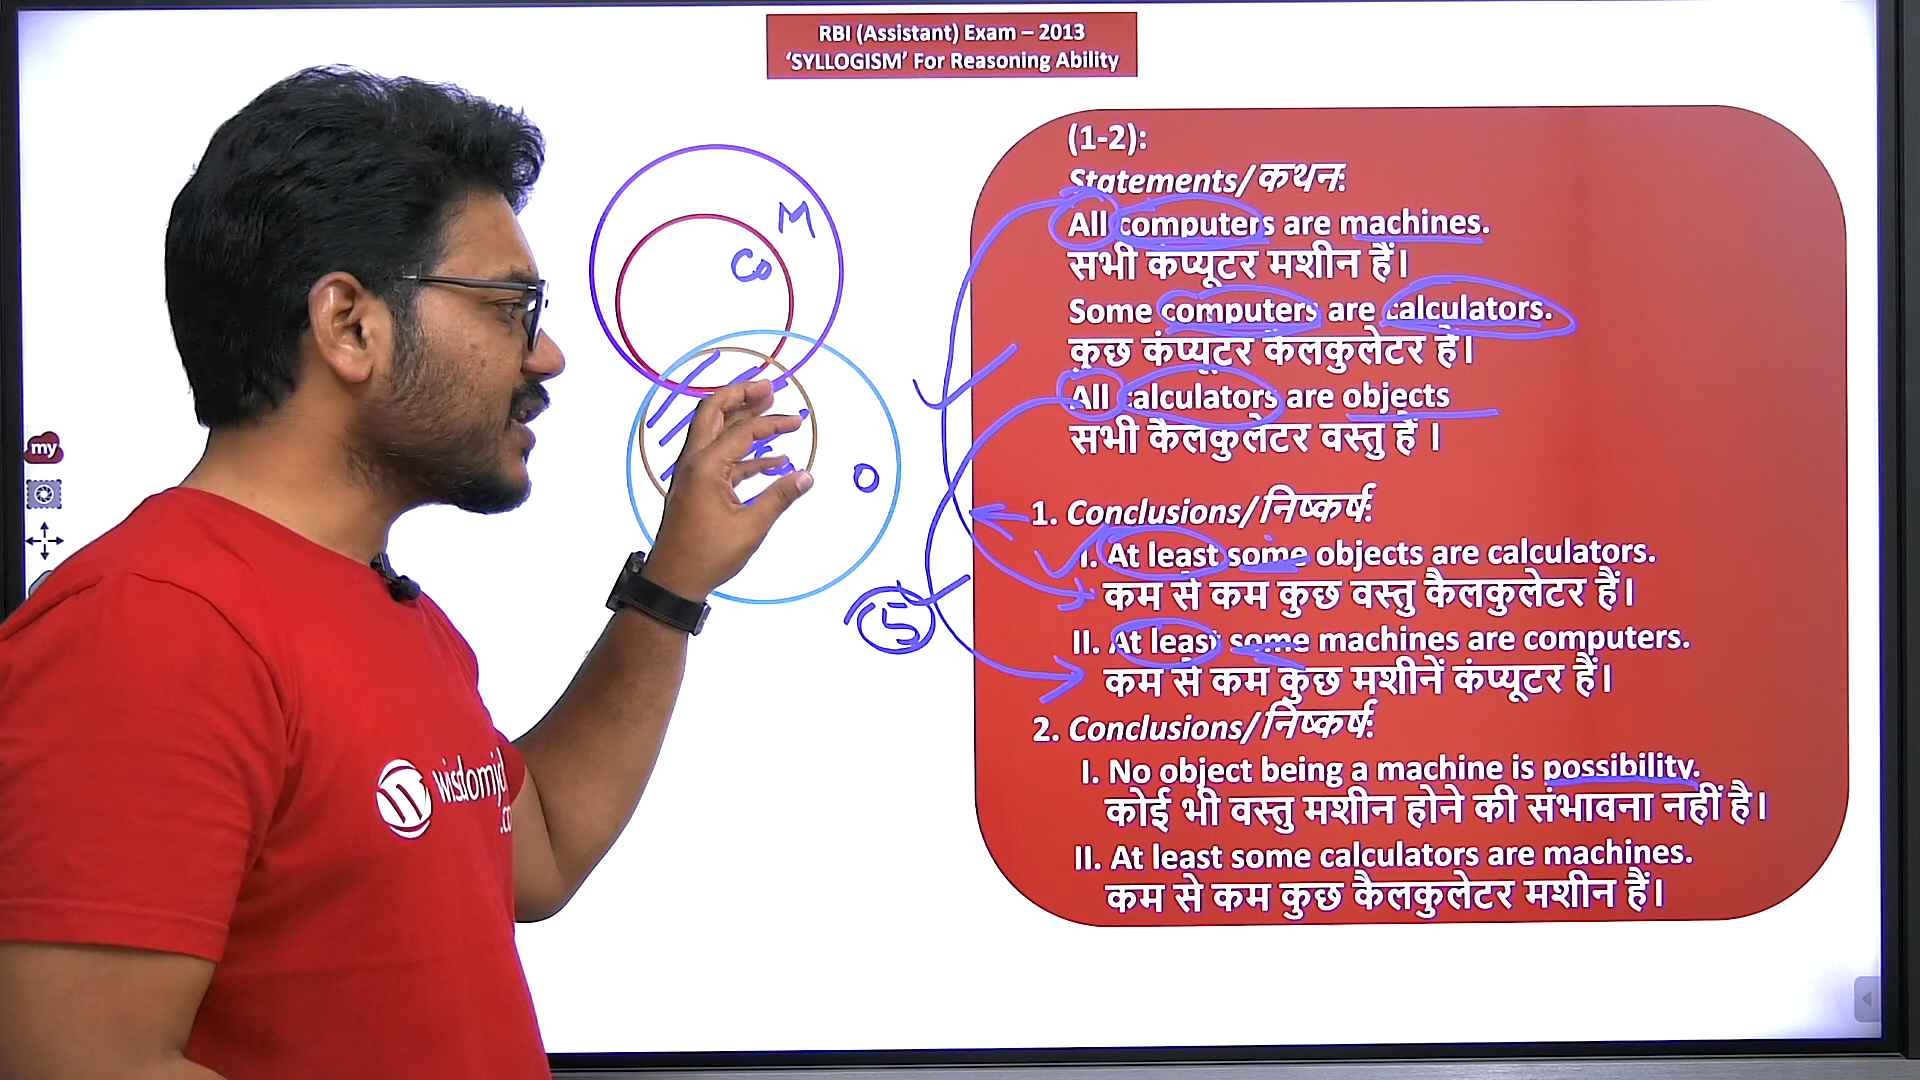 RBI (Assistant) Exam – 2013
‘SYLLOGISM’ For Reasoning Ability
(1-2):
Statements/कथन:
All computers are machines.
सभी कंप्यूटर मशीन हैं।
Some computers are calculators.
कुछ कंप्यूटर कैलकुलेटर हैं।
All calculators are objects
सभी कैलकुलेटर वस्तु हैं ।
1. Conclusions/निष्कर्ष:
I. At least some objects are calculators.
कम से कम कुछ वस्तु कैलकुलेटर हैं।
II. At least some machines are computers.
कम से कम कुछ मशीनें कंप्यूटर हैं।
2. Conclusions/निष्कर्ष:
I. No object being a machine is possibility.
कोई भी वस्तु मशीन होने की संभावना नहीं है।
II. At least some calculators are machines.
कम से कम कुछ कैलकुलेटर मशीन हैं।
M
Co
O
5
my